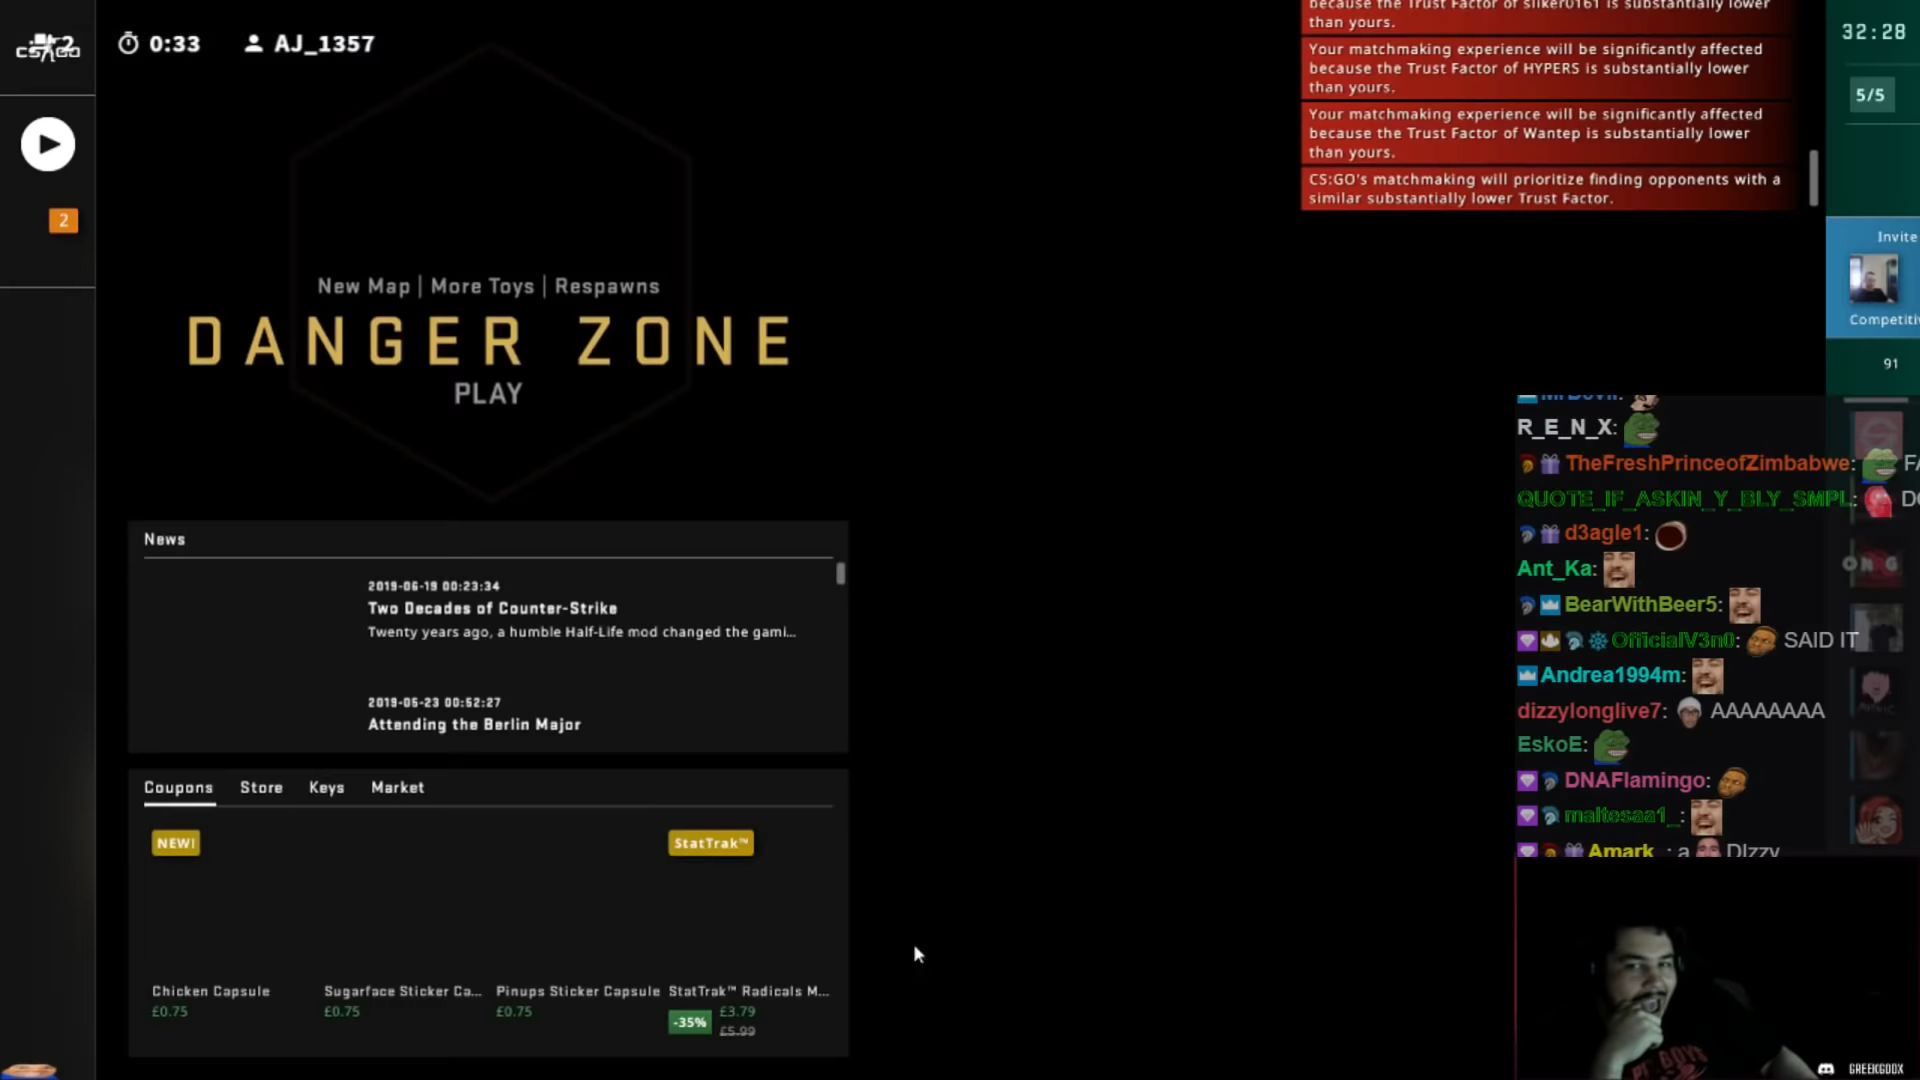 CS:GO
0:33
AJ_1357
2
New Map | More Toys | Respawns
DANGER ZONE
PLAY
News
2019-06-19 00:23:34
Two Decades of Counter-Strike
Twenty years ago, a humble Half-Life mod changed the gami...
2019-05-23 00:52:27
Attending the Berlin Major
Coupons Store Keys Market
NEW!
StatTrak™
Chicken Capsule
£0.75
Sugarface Sticker Ca...
£0.75
Pinups Sticker Capsule
£0.75
StatTrak™ Radicals M...
-35%
£3.79
£5.99
because the Trust Factor of sliker0161 is substantially lower
than yours.
Your matchmaking experience will be significantly affected
because the Trust Factor of HYPERS is substantially lower
than yours.
Your matchmaking experience will be significantly affected
because the Trust Factor of Wantep is substantially lower
than yours.
CS:GO's matchmaking will prioritize finding opponents with a
similar substantially lower Trust Factor.
32:28
5/5
Invite
Competitiv
91
R_E_N_X:
TheFreshPrinceofZimbabwe: FA
QUOTE_IF_ASKIN_Y_BLY_SMPL: DO
d3agle1:
Ant_Ka:
BearWithBeer5:
OfficialV3n0: SAID IT
Andrea1994m:
dizzylonglive7: AAAAAAAA
EskoE:
DNAFlamingo:
maltesaa1_:
Amark_: a DIzzy
GREEKGODX